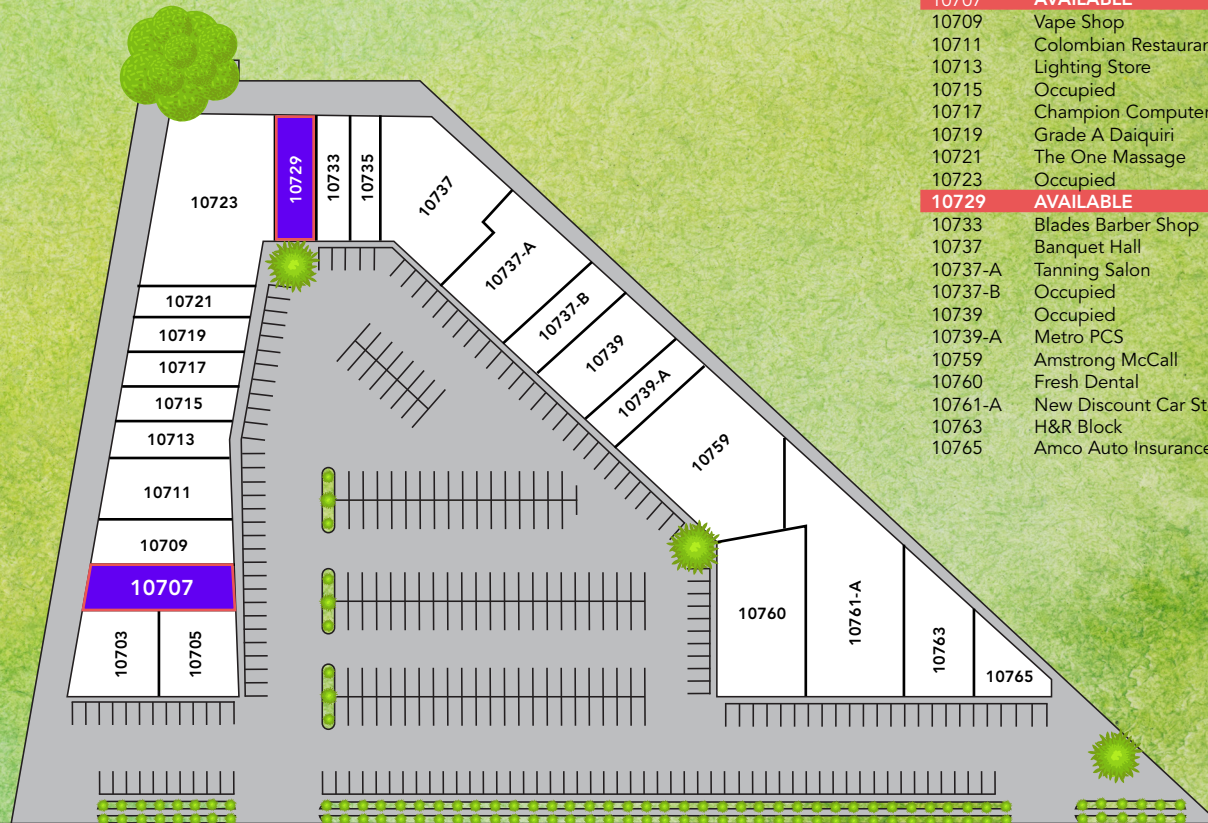 10707 AVAILABLE
10709 Vape Shop
10711 Colombian Restauran
10713 Lighting Store
10715 Occupied
10717 Champion Computer
10719 Grade A Daiquiri
10721 The One Massage
10723 Occupied
10729 AVAILABLE
10733 Blades Barber Shop
10737 Banquet Hall
10737-A Tanning Salon
10737-B Occupied
10739 Occupied
10739-A Metro PCS
10759 Amstrong McCall
10760 Fresh Dental
10761-A New Discount Car St
10763 H&R Block
10765 Amco Auto Insurance
10723
10729
10733
10735
10737
10737-A
10737-B
10739
10739-A
10759
10721
10719
10717
10715
10713
10711
10709
10707
10703
10705
10760
10761-A
10763
10765